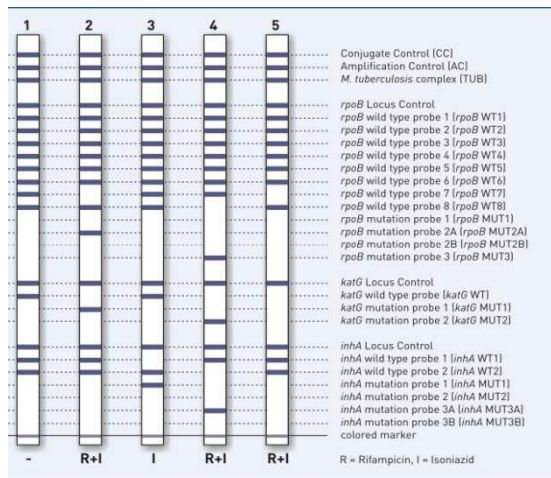 1 2 3 4 5
Conjugate Control (CC)
Amplification Control (AC)
M. tuberculosis complex (TUB)
rpoB Locus Control
rpoB wild type probe 1 (rpoB WT1)
rpoB wild type probe 2 (rpoB WT2)
rpoB wild type probe 3 (rpoB WT3)
rpoB wild type probe 4 (rpoB WT4)
rpoB wild type probe 5 (rpoB WT5)
rpoB wild type probe 6 (rpoB WT6)
rpoB wild type probe 7 (rpoB WT7)
rpoB wild type probe 8 (rpoB WT8)
rpoB mutation probe 1 (rpoB MUT1)
rpoB mutation probe 2A (rpoB MUT2A)
rpoB mutation probe 2B (rpoB MUT2B)
rpoB mutation probe 3 (rpoB MUT3)
katG Locus Control
katG wild type probe (katG WT)
katG mutation probe 1 (katG MUT1)
katG mutation probe 2 (katG MUT2)
inhA Locus Control
inhA wild type probe 1 (inhA WT1)
inhA wild type probe 2 (inhA WT2)
inhA mutation probe 1 (inhA MUT1)
inhA mutation probe 2 (inhA MUT2)
inhA mutation probe 3A (inhA MUT3A)
inhA mutation probe 3B (inhA MUT3B)
colored marker
- R+I I R+I R+I
R = Rifampicin, I = Isoniazid